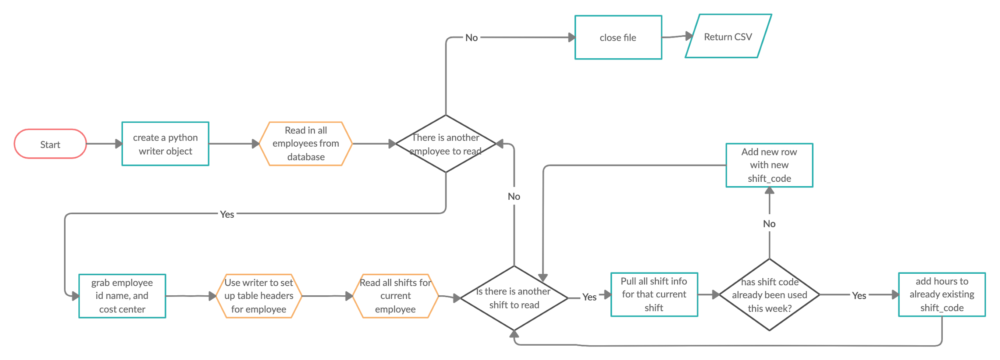 No
close file
Return CSV
Start
create a python
writer object
Read in all
employees from
database
There is another
employee to read
No
Add new row
with new
shift_code
Yes
No
grab employee
id name, and
cost center
Use writer to set
up table headers
for employee
Read all shifts for
current
employee
Is there is another
shift to read
Yes
Pull all shift info
for that current
shift
has shift code
already been used
this week?
Yes
add hours to
already existing
shift_code